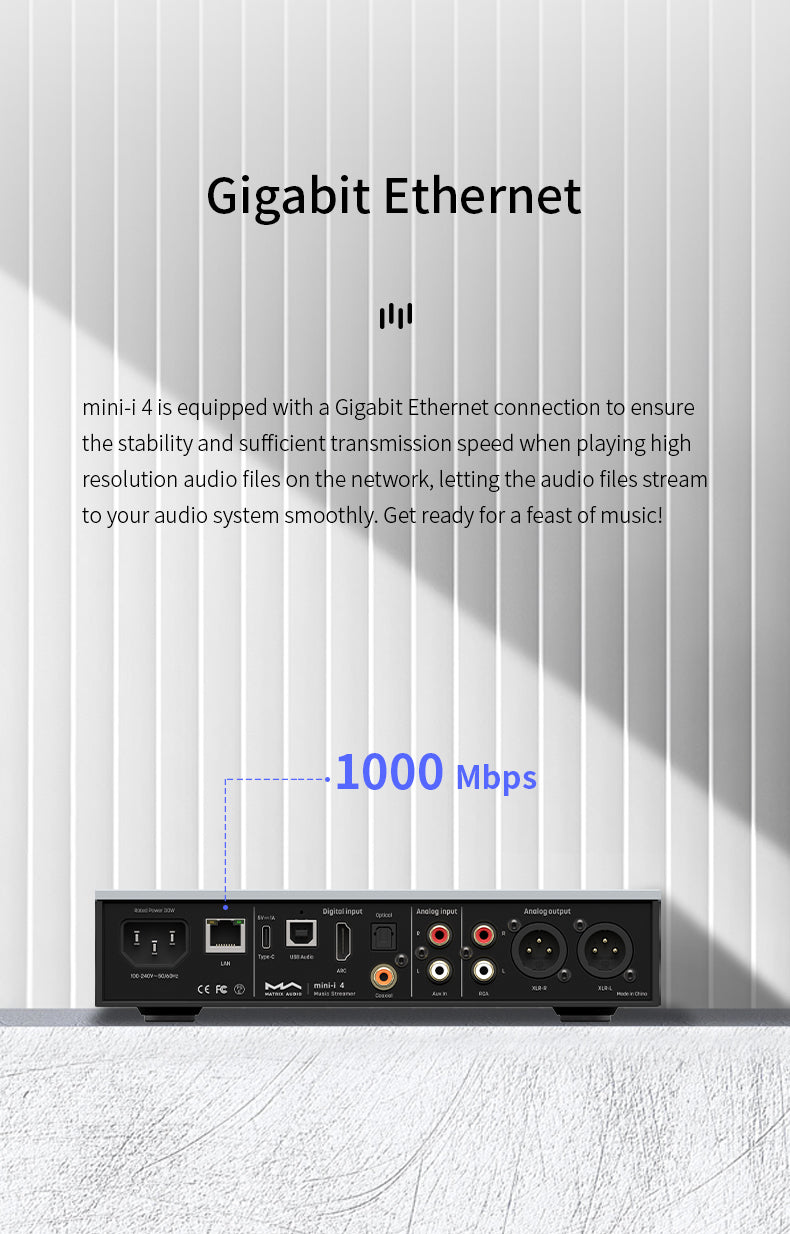 Gigabit Ethernet
mini-i 4 is equipped with a Gigabit Ethernet connection to ensure
the stability and sufficient transmission speed when playing high
resolution audio files on the network, letting the audio files stream
to your audio system smoothly. Get ready for a feast of music!
1000 Mbps
Rated Power 30W
100-240V~50/60Hz
LAN
CE FC
5V⎓1A
Type-C
USB Audio
Digital input
ARC
Optical
Coaxial
MATRIX AUDIO
mini-i 4
Music Streamer
Analog input
R
L
Aux In
Analog output
R
L
RCA
XLR-R
XLR-L
Made in China